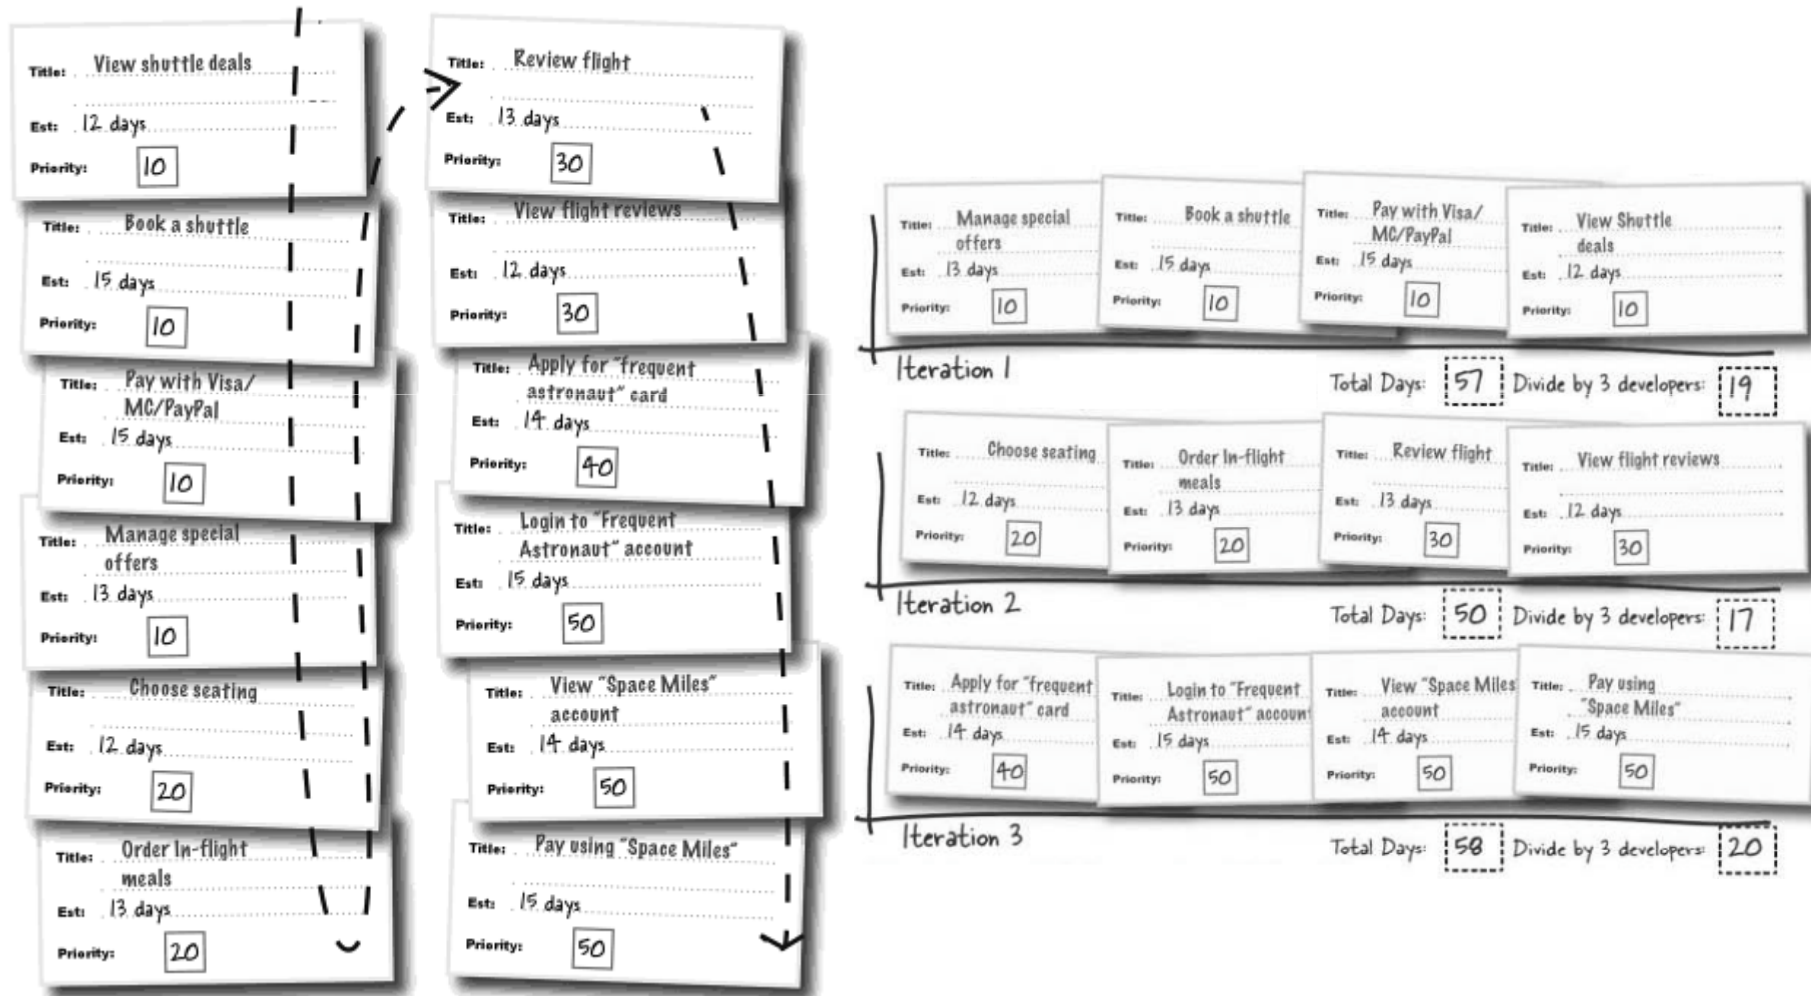 Title: View shuttle deals
Est: 12 days
Priority: 10
Title: Book a shuttle
Est: 15 days
Priority: 10
Title: Pay with Visa/
MC/PayPal
Est: 15 days
Priority: 10
Title: Manage special
offers
Est: 13 days
Priority: 10
Title: Choose seating
Est: 12 days
Priority: 20
Title: Order In-flight
meals
Est: 13 days
Priority: 20
Title: Review flight
Est: 13 days
Priority: 30
Title: View flight reviews
Est: 12 days
Priority: 30
Title: Apply for "frequent
astronaut" card
Est: 14 days
Priority: 40
Title: Login to "Frequent
Astronaut" account
Est: 15 days
Priority: 50
Title: View "Space Miles"
account
Est: 14 days
Priority: 50
Title: Pay using "Space Miles"
Est: 15 days
Priority: 50
Title: Manage special
offers
Est: 13 days
Priority: 10
Title: Book a shuttle
Est: 15 days
Priority: 10
Title: Pay with Visa/
MC/PayPal
Est: 15 days
Priority: 10
Title: View Shuttle
deals
Est: 12 days
Priority: 10
Iteration 1
Total Days: 57 Divide by 3 developers: 19
Title: Choose seating
Est: 12 days
Priority: 20
Title: Order In-flight
meals
Est: 13 days
Priority: 20
Title: Review flight
Est: 13 days
Priority: 30
Title: View flight reviews
Est: 12 days
Priority: 30
Iteration 2
Total Days: 50 Divide by 3 developers: 17
Title: Apply for "frequent
astronaut" card
Est: 14 days
Priority: 40
Title: Login to "Frequent
Astronaut" account
Est: 15 days
Priority: 50
Title: View "Space Miles
account
Est: 14 days
Priority: 50
Title: Pay using
"Space Miles"
Est: 15 days
Priority: 50
Iteration 3
Total Days: 58 Divide by 3 developers: 20